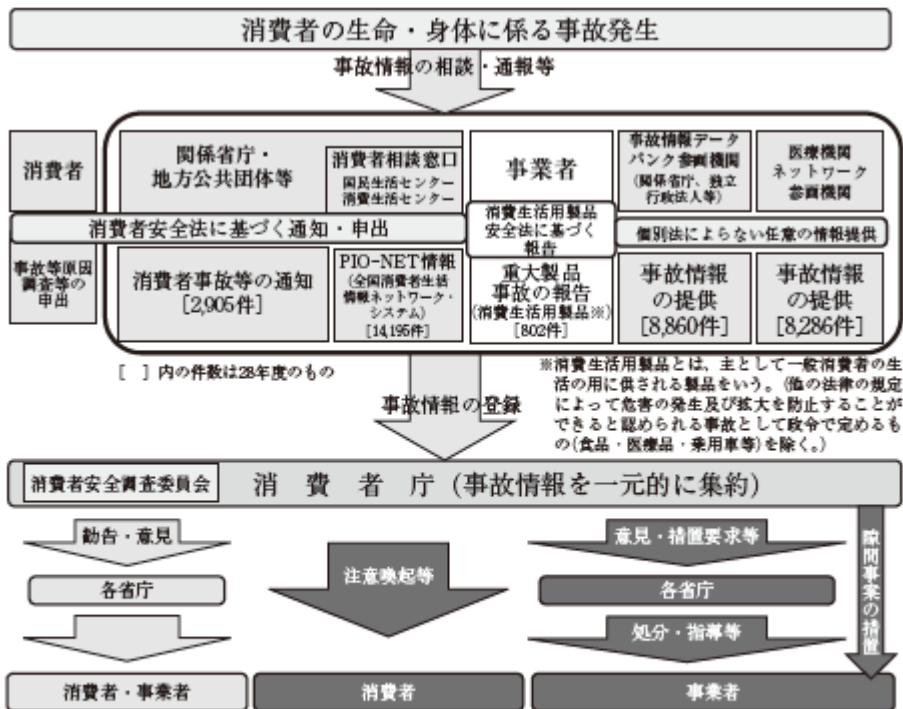 消費者の生命・身体に係る事故発生
事故情報の相談・通報等
消費者
関係省庁・
地方公共団体等
消費者相談窓口
国民生活センター
消費生活センター
事業者
事故情報データ
バンク参画機関
(関係省庁、独立
行政法人等)
医療機関
ネットワーク
参画機関
消費者安全法に基づく通知・申出
消費生活用製品
安全法に基づく
報告
個別法によらない任意の情報提供
事故等原因
調査等の
申出
消費者事故等の通知
[2,905件]
PIO-NET情報
(全国消費者生活
情報ネットワーク・
システム)
[14,195件]
重大製品
事故の報告
(消費生活用製品※)
[802件]
事故情報
の提供
[8,860件]
事故情報
の提供
[8,286件]
[ ]内の件数は28年度のもの
※消費生活用製品とは、主として一般消費者の生
活の用に供される製品をいう。(他の法律の規定
によって危害の発生及び拡大を防止することが
できると認められる事故として政令で定めるも
の(食品・医療品・乗用車等)を除く。)
事故情報の登録
消費者安全調査委員会
消費者庁(事故情報を一元的に集約)
勧告・意見
各省庁
消費者・事業者
注意喚起等
消費者
意見・措置要求等
各省庁
処分・指導等
事業者
隙間事案の措置